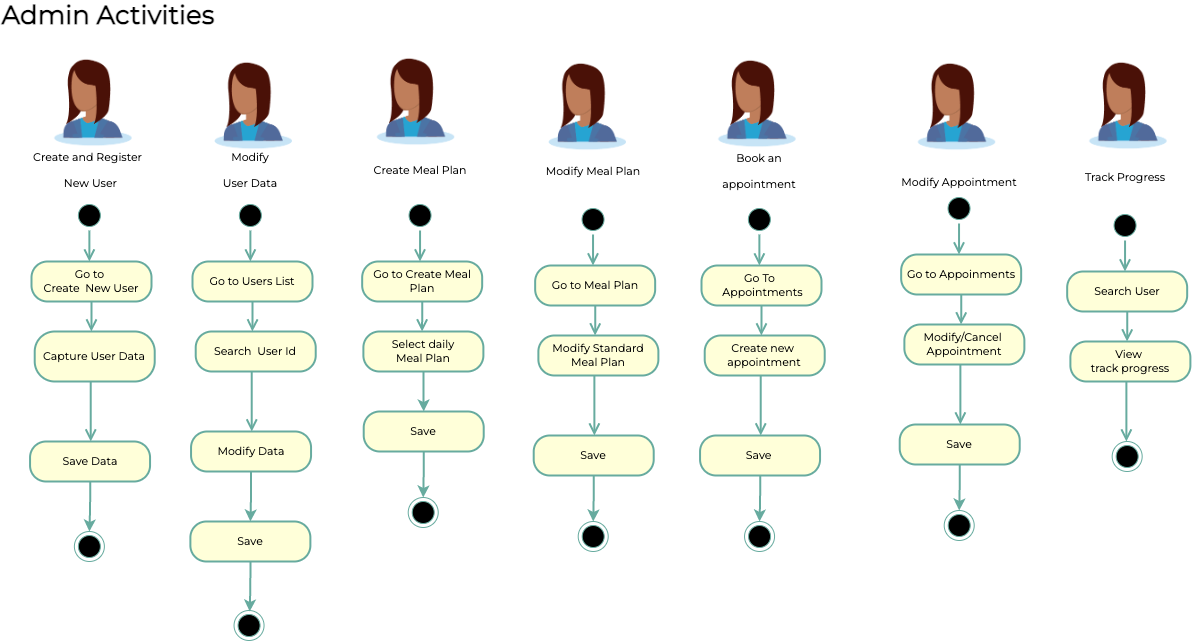 Admin Activities
Create and Register
New User
Go to
Create New User
Capture User Data
Save Data
Modify
User Data
Go to Users List
Search User Id
Modify Data
Save
Create Meal Plan
Go to Create Meal
Plan
Select daily
Meal Plan
Save
Modify Meal Plan
Go to Meal Plan
Modify Standard
Meal Plan
Save
Book an
appointment
Go To
Appointments
Create new
appointment
Save
Modify Appointment
Go to Appoinments
Modify/Cancel
Appointment
Save
Track Progress
Search User
View
track progress